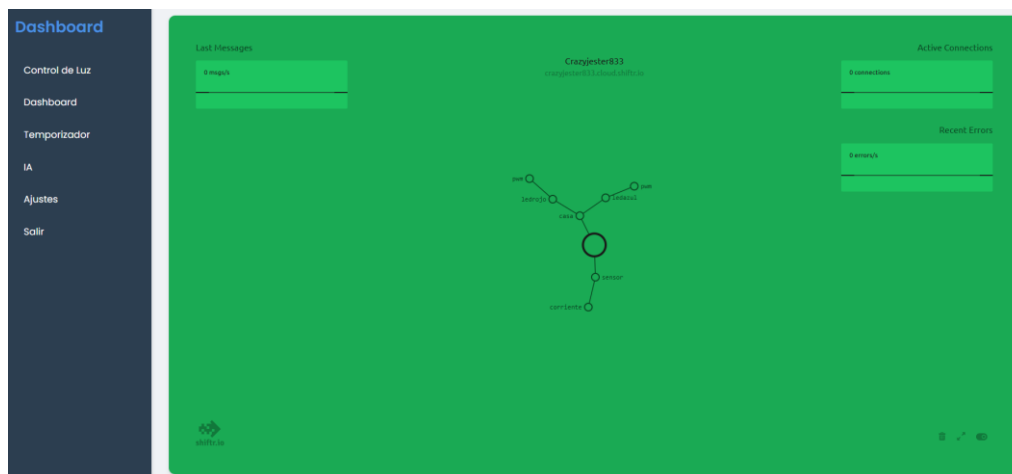 Dashboard
Control de Luz
Dashboard
Temporizador
IA
Ajustes
Salir
Last Messages
0 msgs/s
Crazyjester833
crazyjester833.cloud.shiftr.io
Active Connections
0 connections
Recent Errors
0 errors/s
pwm
ledrojo
pwm
ledazul
casa
sensor
corriente
shiftr.io